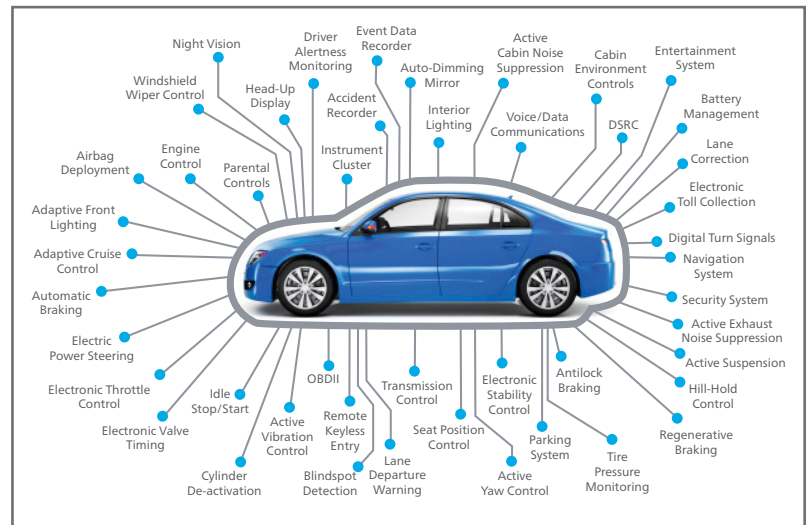 Night Vision
Windshield
Wiper Control
Head-Up
Display
Driver
Alertness
Monitoring
Event Data
Recorder
Accident
Recorder
Auto-Dimming
Mirror
Active
Cabin Noise
Suppression
Interior
Lighting
Voice/Data
Communications
Cabin
Environment
Controls
DSRC
Entertainment
System
Battery
Management
Lane
Correction
Electronic
Toll Collection
Digital Turn Signals
Navigation
System
Security System
Active Exhaust
Noise Suppression
Active Suspension
Hill-Hold
Control
Regenerative
Braking
Airbag
Deployment
Engine
Control
Parental
Controls
Instrument
Cluster
Adaptive Front
Lighting
Adaptive Cruise
Control
Automatic
Braking
Electric
Power Steering
Electronic Throttle
Control
Electronic Valve
Timing
Idle
Stop/Start
Cylinder
De-activation
Active
Vibration
Control
OBDII
Remote
Keyless
Entry
Blindspot
Detection
Lane
Departure
Warning
Transmission
Control
Seat Position
Control
Electronic
Stability
Control
Active
Yaw Control
Antilock
Braking
Parking
System
Tire
Pressure
Monitoring